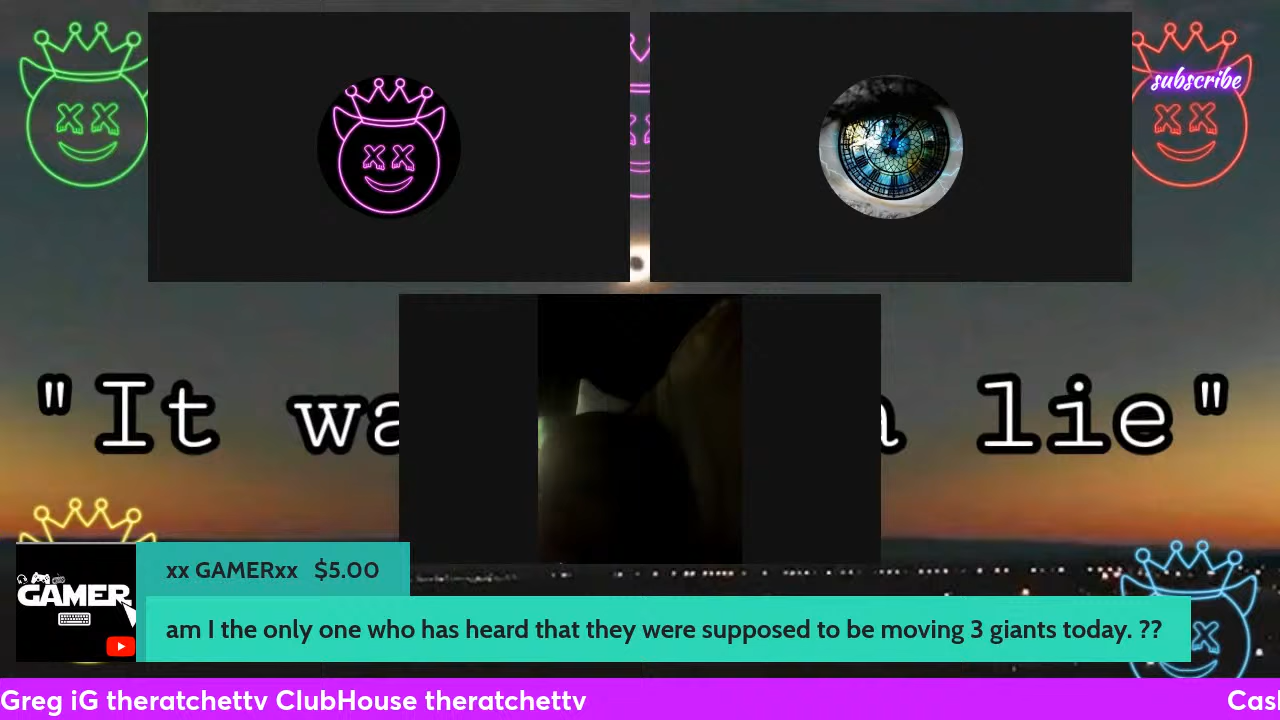 subscribe
"It wa a lie"
GAMER
xx GAMERxx $5.00
am I the only one who has heard that they were supposed to be moving 3 giants today. ??
Greg iG theratchettv ClubHouse theratchettv Cas